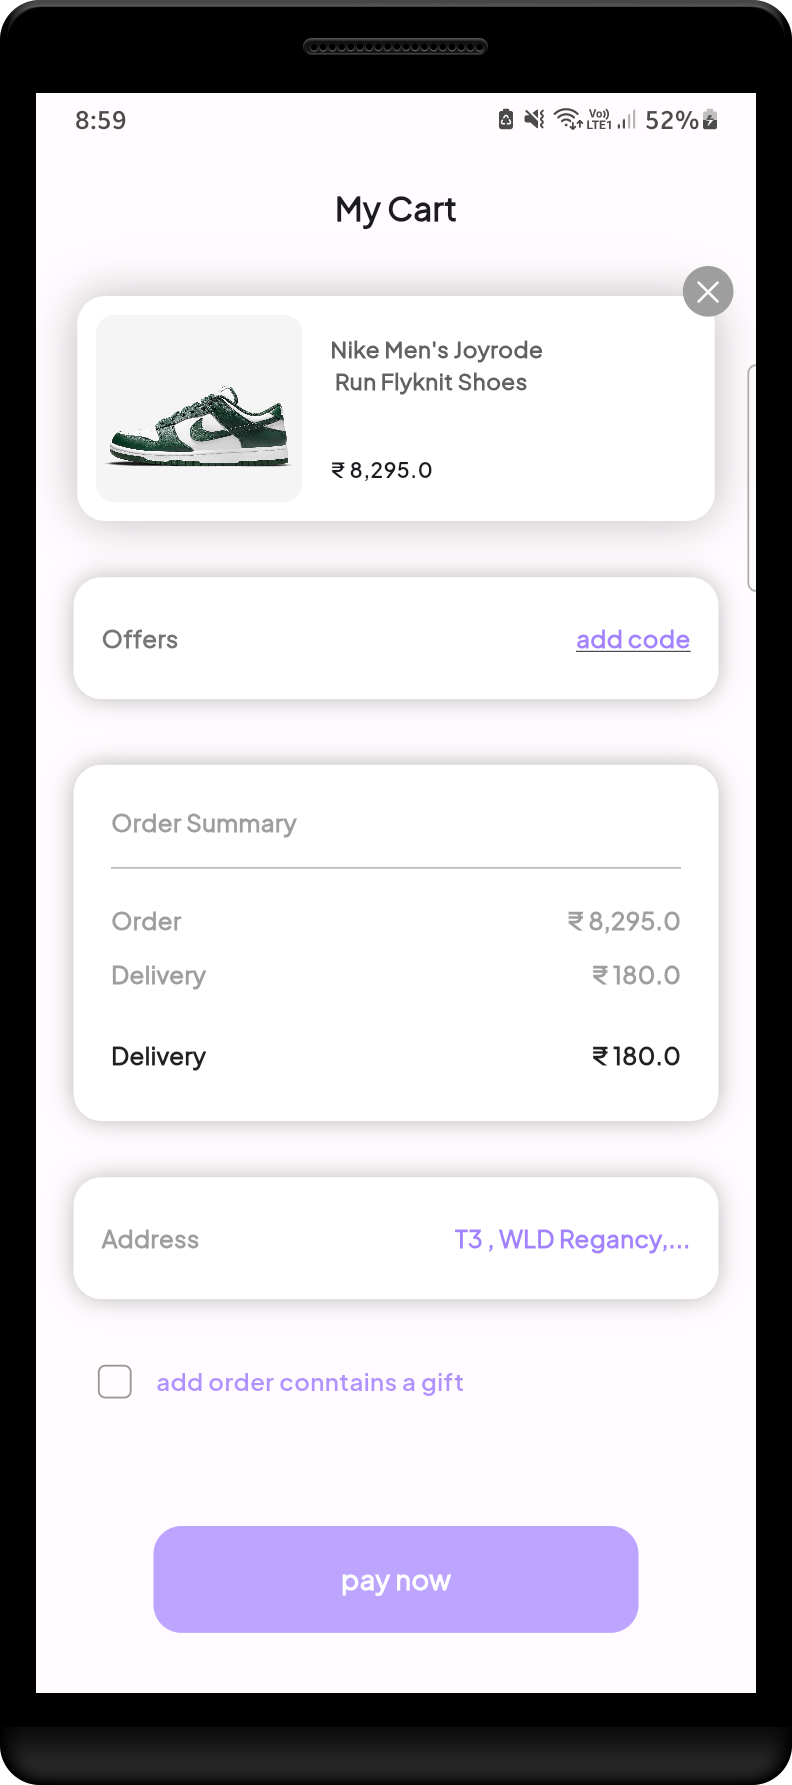 8:59
Vo)) LTE1 52%
My Cart
Nike Men's Joyrode
Run Flyknit Shoes
₹ 8,295.0
Offers add code
Order Summary
Order ₹ 8,295.0
Delivery ₹ 180.0
Delivery ₹ 180.0
Address T3 , WLD Regancy,...
add order conntains a gift
pay now